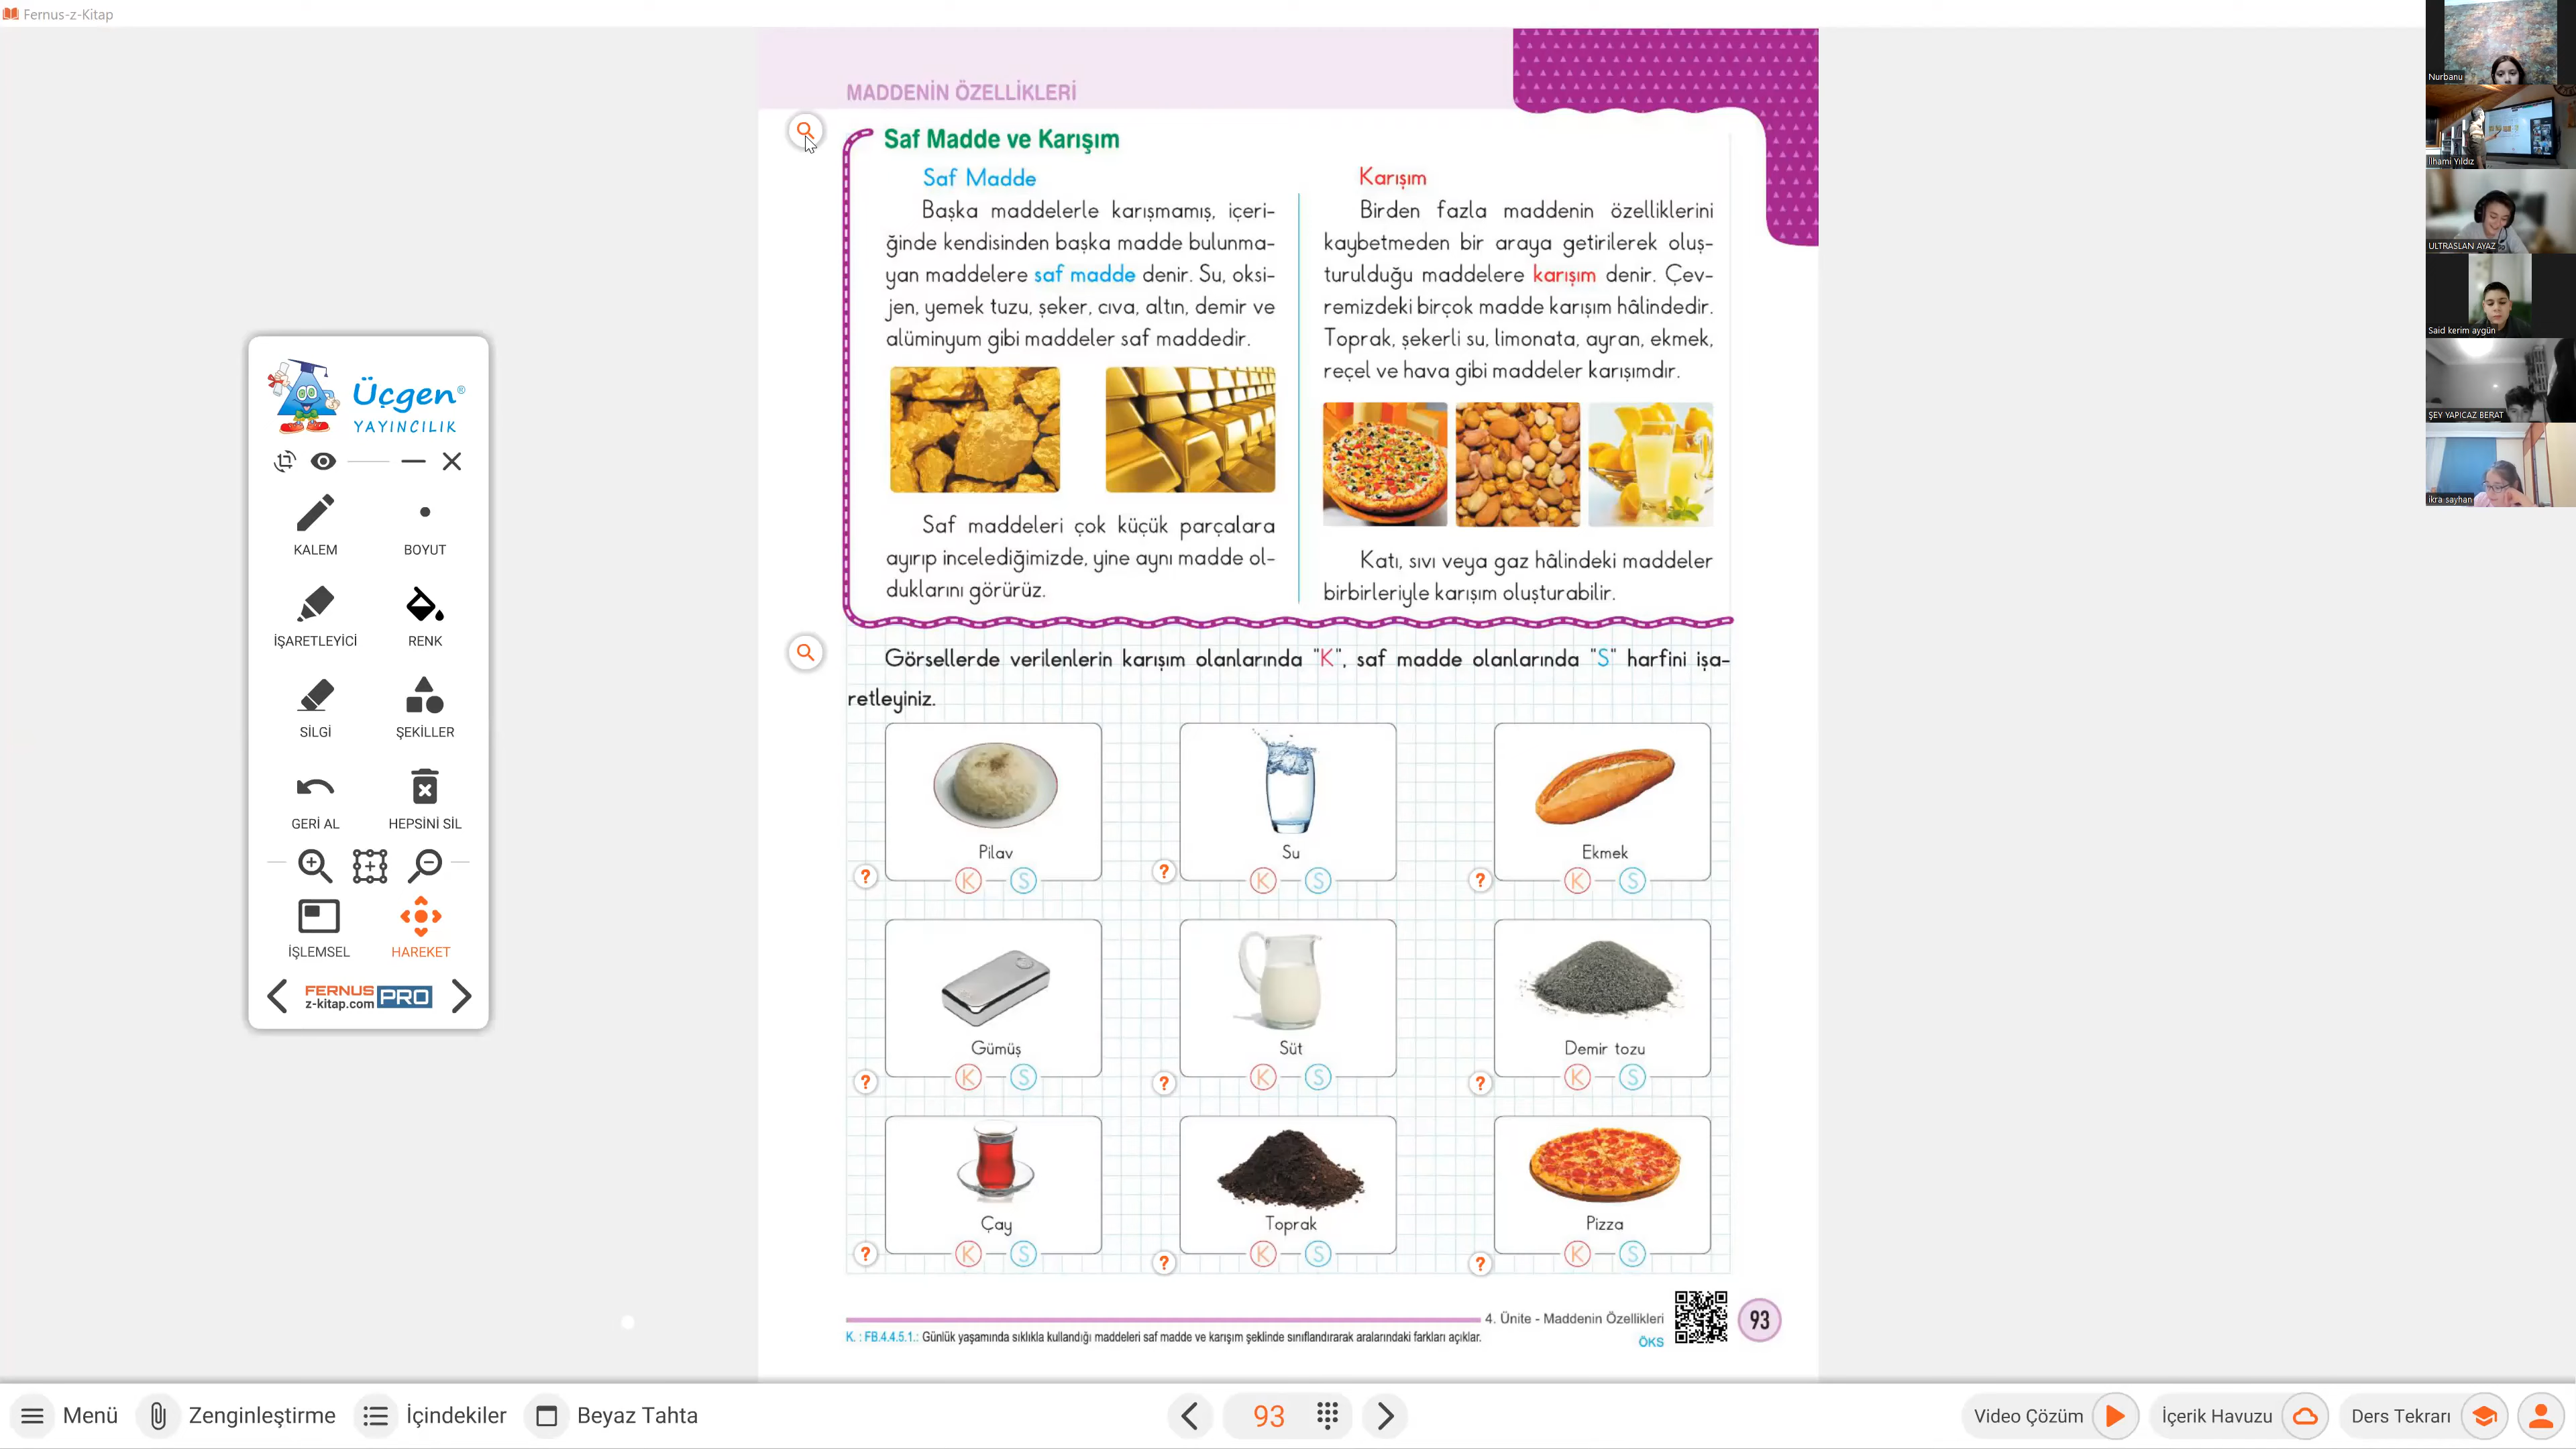 Fernus-z-Kitap
MADDENİN ÖZELLİKLERİ
Saf Madde ve Karışım
Saf Madde
Başka maddelerle karışmamış, içeri-
ğinde kendisinden başka madde bulunma-
yan maddelere saf madde denir. Su, oksi-
jen, yemek tuzu, şeker, cıva, altın, demir ve
alüminyum gibi maddeler saf maddedir.
Saf maddeleri çok küçük parçalara
ayırıp incelediğimizde, yine aynı madde ol-
duklarını görürüz.
Karışım
Birden fazla maddenin özelliklerini
kaybetmeden bir araya getirilerek oluş-
turulduğu maddelere karışım denir. Çev-
remizdeki birçok madde karışım hâlindedir.
Toprak, şekerli su, limonata, ayran, ekmek,
reçel ve hava gibi maddeler karışımdır.
Katı, sıvı veya gaz hâlindeki maddeler
birbirleriyle karışım oluşturabilir.
Görsellerde verilenlerin karışım olanlarında "K", saf madde olanlarında "S" harfini işa-
retleyiniz.
Pilav
? K S
Su
? K S
Ekmek
? K S
Gümüş
? K S
Süt
? K S
Demir tozu
? K S
Çay
? K S
Toprak
? K S
Pizza
? K S
4. Ünite - Maddenin Özellikleri
93
K. : FB.4.4.5.1.: Günlük yaşamında sıklıkla kullandığı maddeleri saf madde ve karışım şeklinde sınıflandırarak aralarındaki farkları açıklar.
ÖKS
Üçgen®
YAYINCILIK
KALEM
BOYUT
İŞARETLEYİCİ
RENK
SİLGİ
ŞEKİLLER
GERİ AL
HEPSİNİ SİL
İŞLEMSEL
HAREKET
FERNUS
z-kitap.com
PRO
Nurbanu
İlhami Yıldız
ULTRASLAN AYAZ
Said kerim aygün
ŞEY YAPICAZ BERAT
ikra sayhan
Menü
Zenginleştirme
İçindekiler
Beyaz Tahta
93
Video Çözüm
İçerik Havuzu
Ders Tekrarı